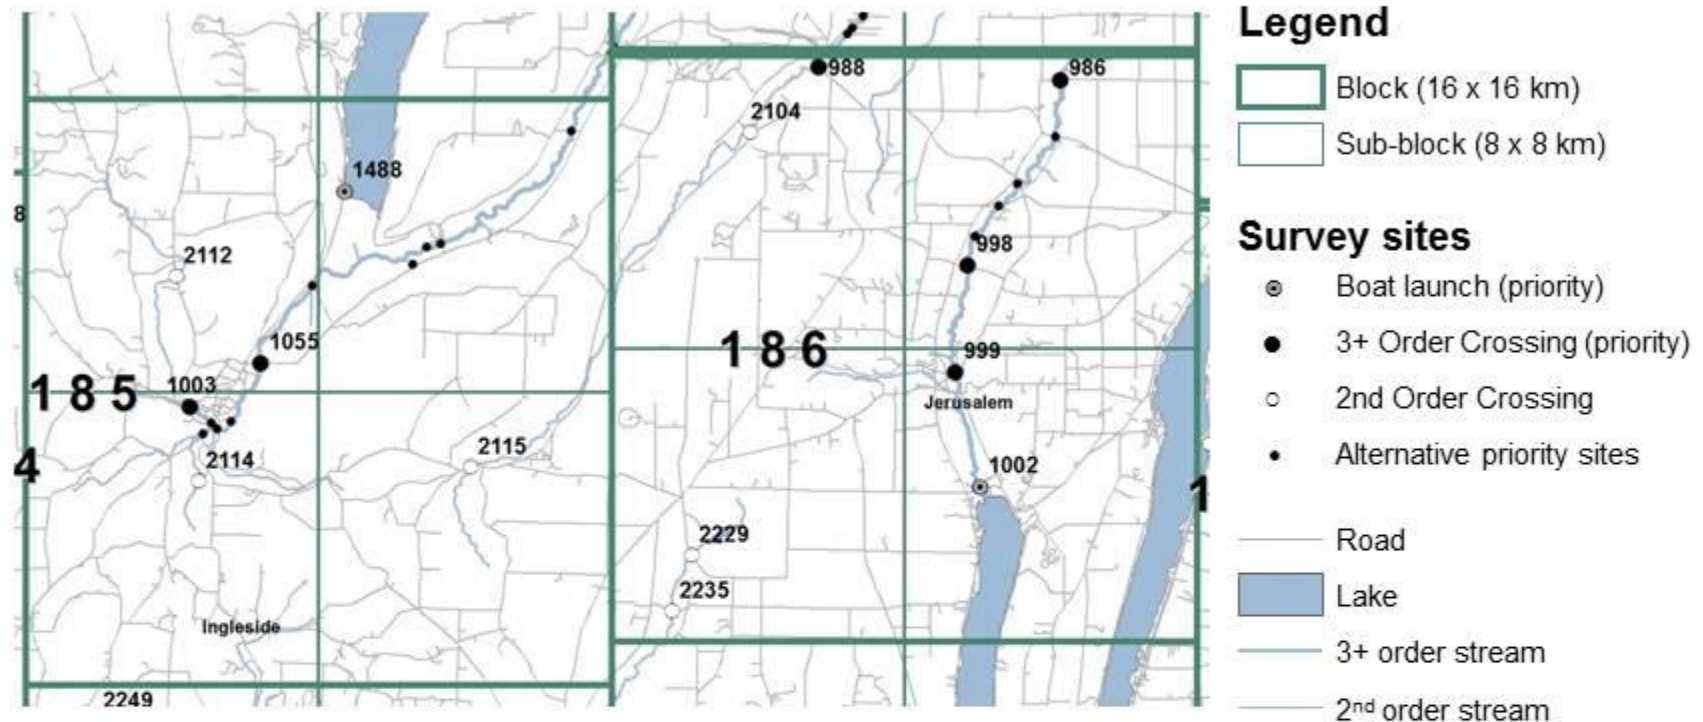 988
986
2104
1488
8
2112
998
1055
186
999
1003
185
Jerusalem
2115
4
2114
1002
1
2229
2235
Ingleside
2249
Legend
Block (16 x 16 km)
Sub-block (8 x 8 km)
Survey sites
Boat launch (priority)
3+ Order Crossing (priority)
2nd Order Crossing
Alternative priority sites
Road
Lake
3+ order stream
2nd order stream